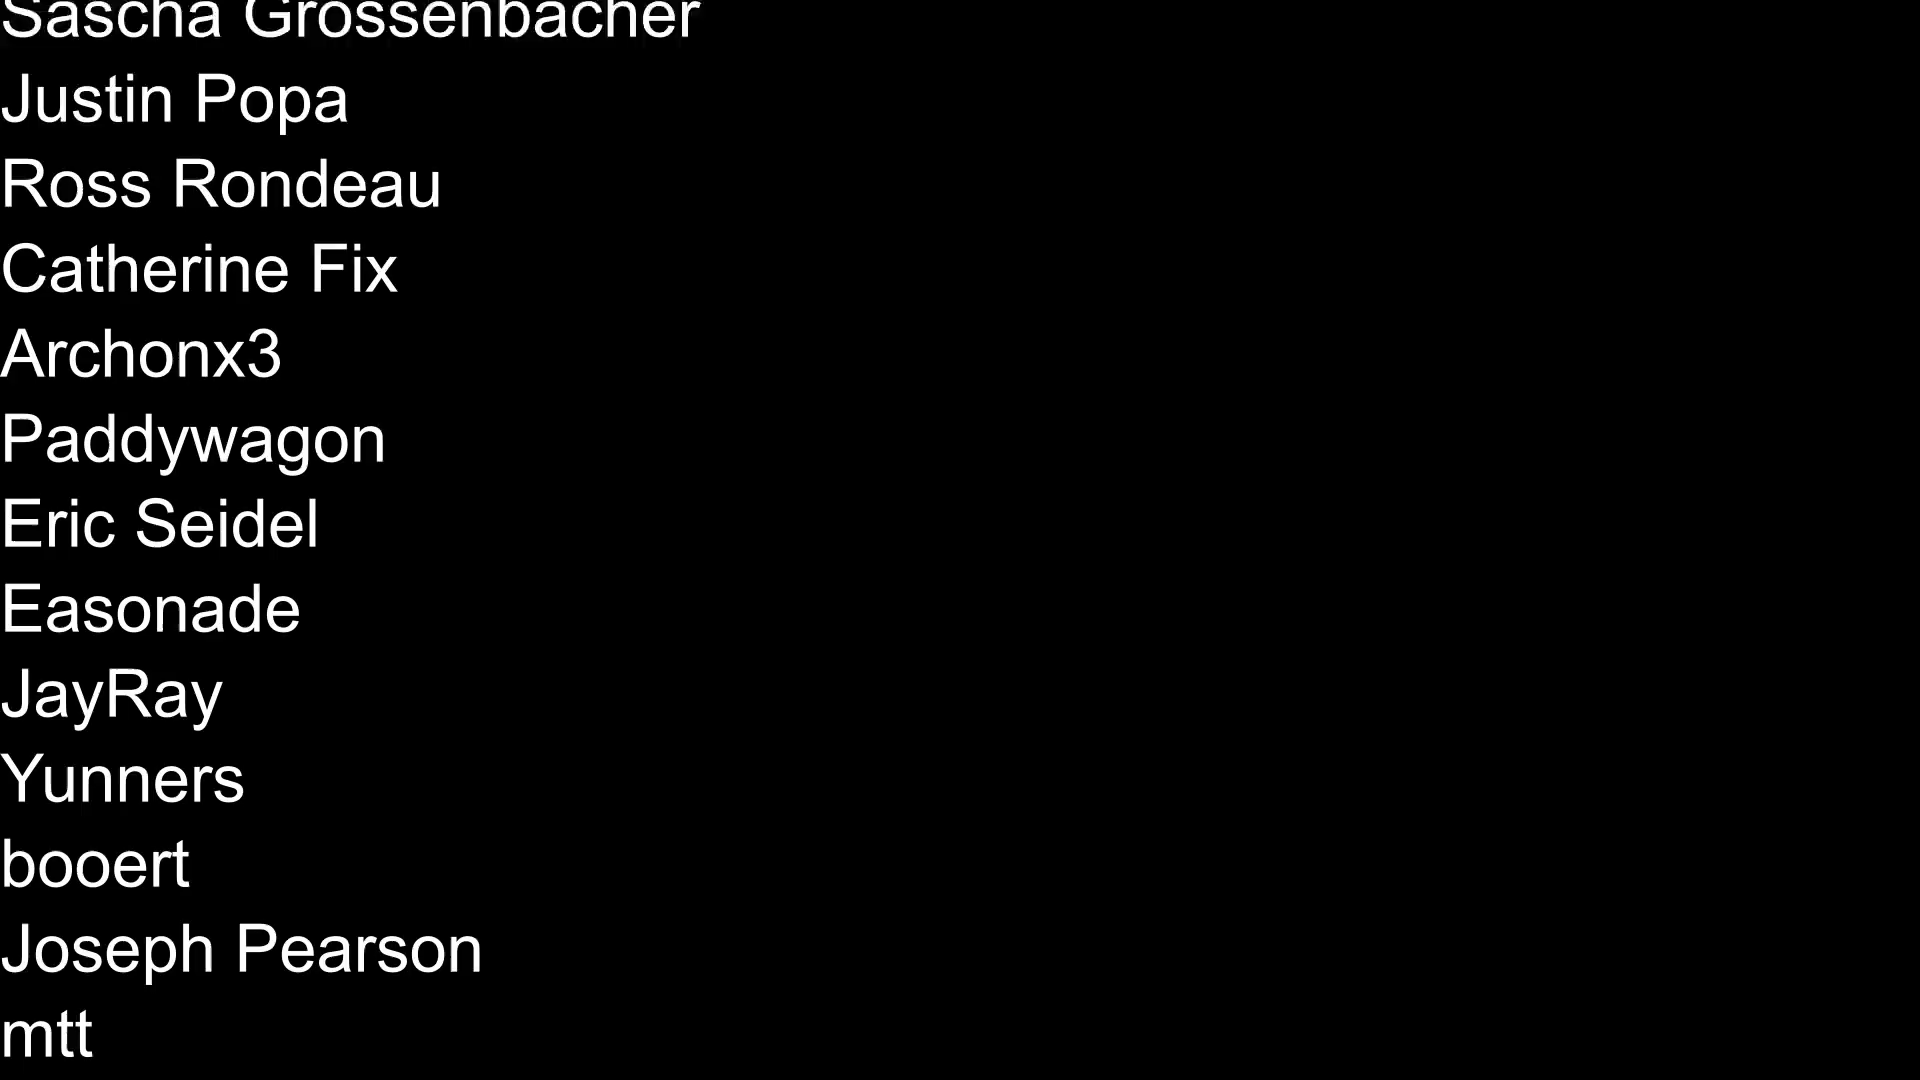 Sascha Grossenbacher
Justin Popa
Ross Rondeau
Catherine Fix
Archonx3
Paddywagon
Eric Seidel
Easonade
JayRay
Yunners
booert
Joseph Pearson
mtt